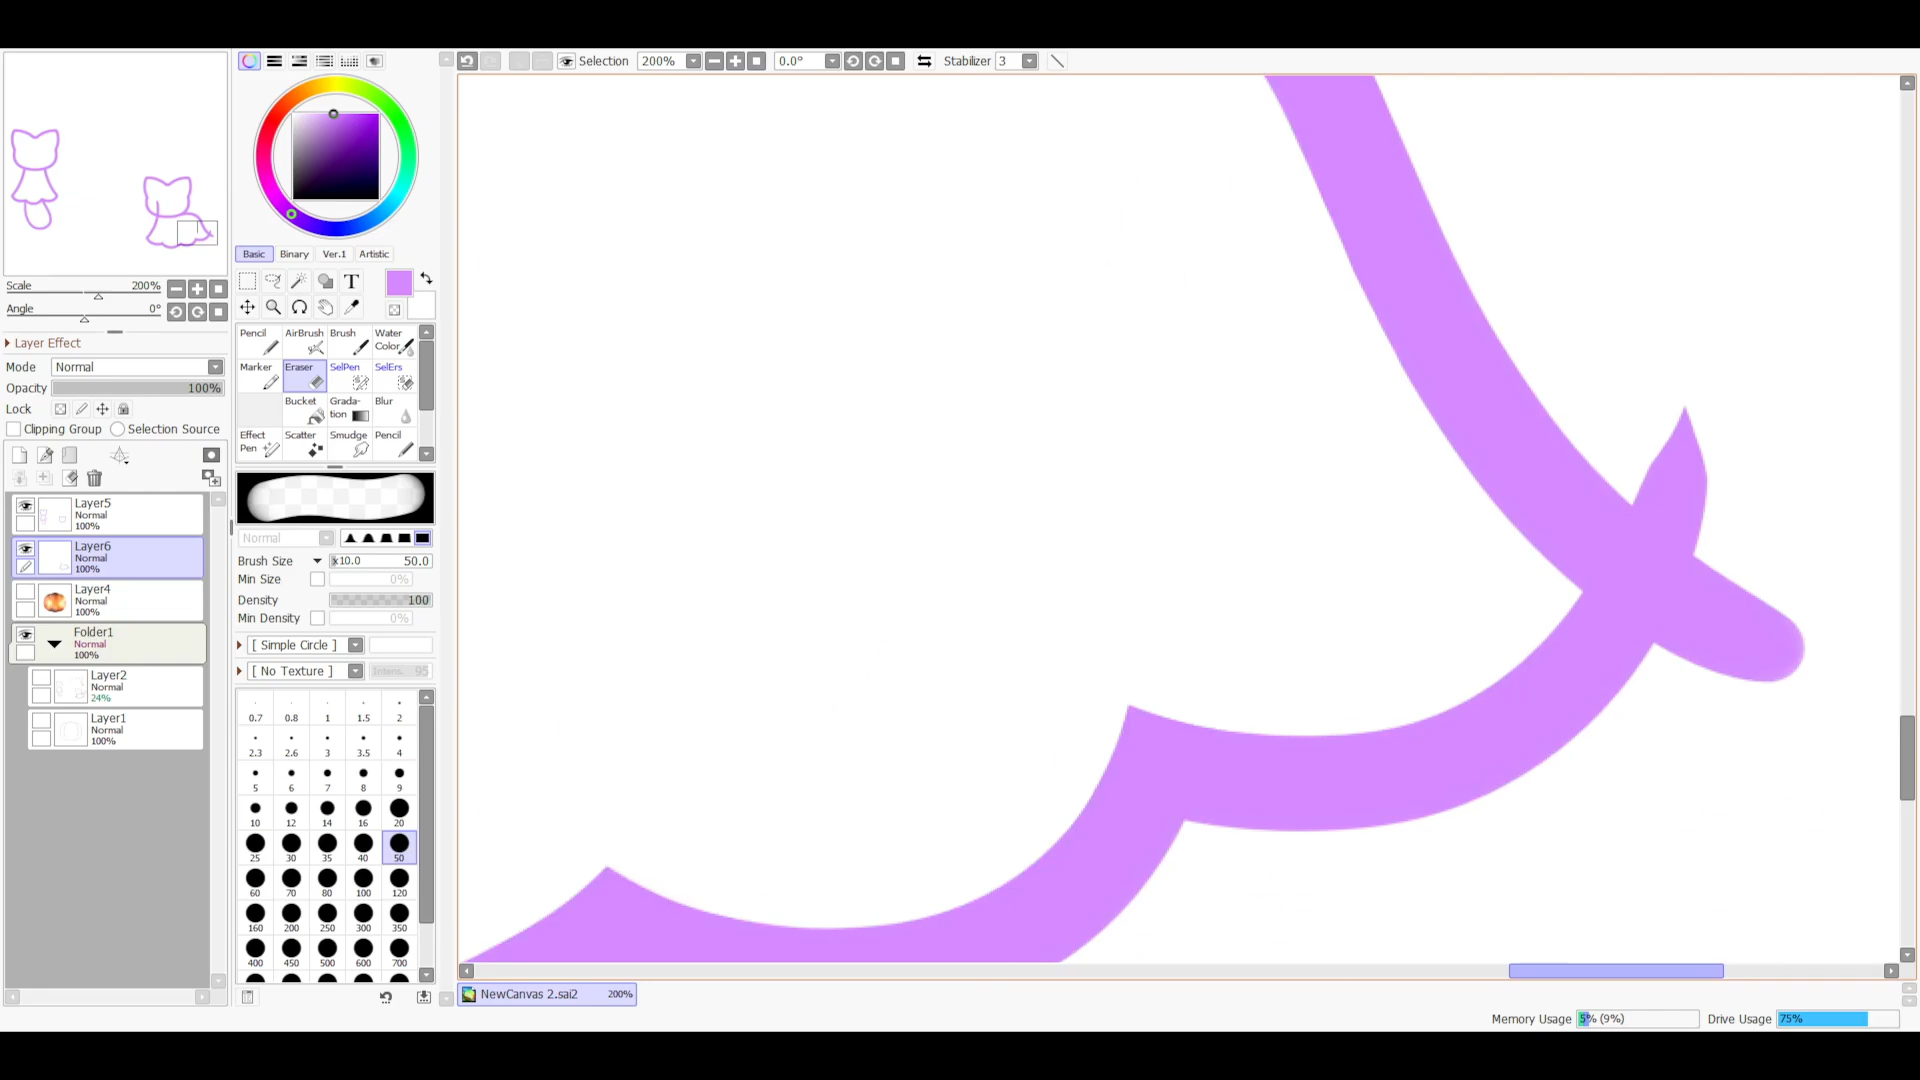 Selection 200% 0.0° Stabilizer 3
Scale 200%
Angle 0°
Layer Effect
Mode Normal
Opacity 100%
Lock
Clipping Group Selection Source
Layer5
Normal
100%
Layer6
Normal
100%
Layer4
Normal
100%
Folder1
Normal
100%
Layer2
Normal
24%
Layer1
Normal
100%
Basic Binary Ver.1 Artistic
T
Pencil AirBrush Brush Water Color
Marker Eraser SelPen SelErs
Bucket Grada-tion Blur
Effect Pen Scatter Smudge Pencil
Normal
Brush Size x10.0 50.0
Min Size 0%
Density 100
Min Density 0%
[ Simple Circle ]
[ No Texture ] Intens. 95
0.7 0.8 1 1.5 2
2.3 2.6 3 3.5 4
5 6 7 8 9
10 12 14 16 20
25 30 35 40 50
60 70 80 100 120
160 200 250 300 350
400 450 500 600 700
NewCanvas 2.sai2 200%
Memory Usage 5% (9%) Drive Usage 75%